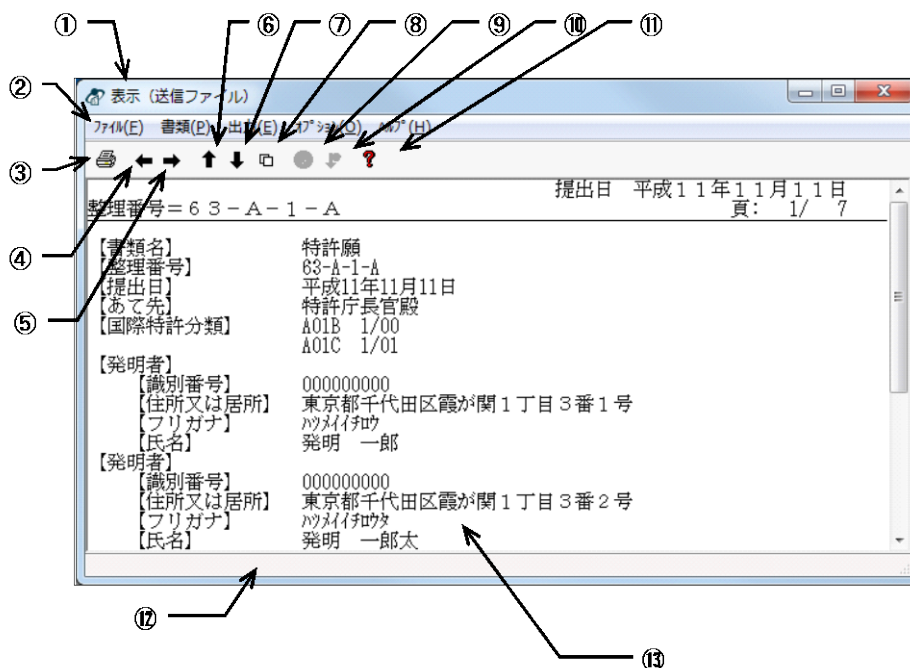 ① ⑥ ⑦ ⑧ ⑨ ⑩ ⑪
② 表示（送信ファイル）
ﾌｧｲﾙ(F) 書類(P) 出力(E) ｵﾌﾟｼｮﾝ(O) ﾍﾙﾌﾟ(H)
③ ?
提出日 平成１１年１１月１１日
整理番号＝６３－Ａ－１－Ａ 頁： 1/ 7
④ 【書類名】 特許願
【整理番号】 63-A-1-A
【提出日】 平成11年11月11日
【あて先】 特許庁長官殿
⑤ 【国際特許分類】 A01B 1/00
A01C 1/01
【発明者】
【識別番号】 000000000
【住所又は居所】 東京都千代田区霞が関１丁目３番１号
【フリガナ】 ﾊﾂﾒｲｲﾁﾛｳ
【氏名】 発明 一郎
【発明者】
【識別番号】 000000000
【住所又は居所】 東京都千代田区霞が関１丁目３番２号
【フリガナ】 ﾊﾂﾒｲｲﾁﾛｳﾀ
【氏名】 発明 一郎太
⑫
⑬